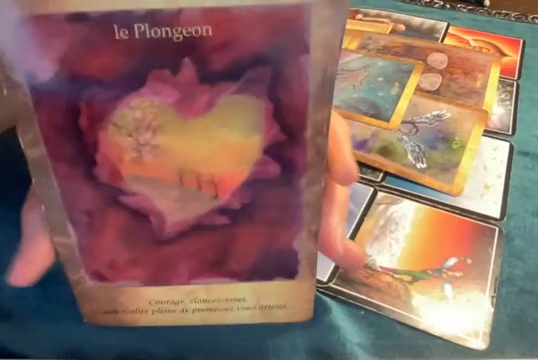 le Plongeon
Courage, élancez-vous,
une réalité pleine de promesses vous attend.